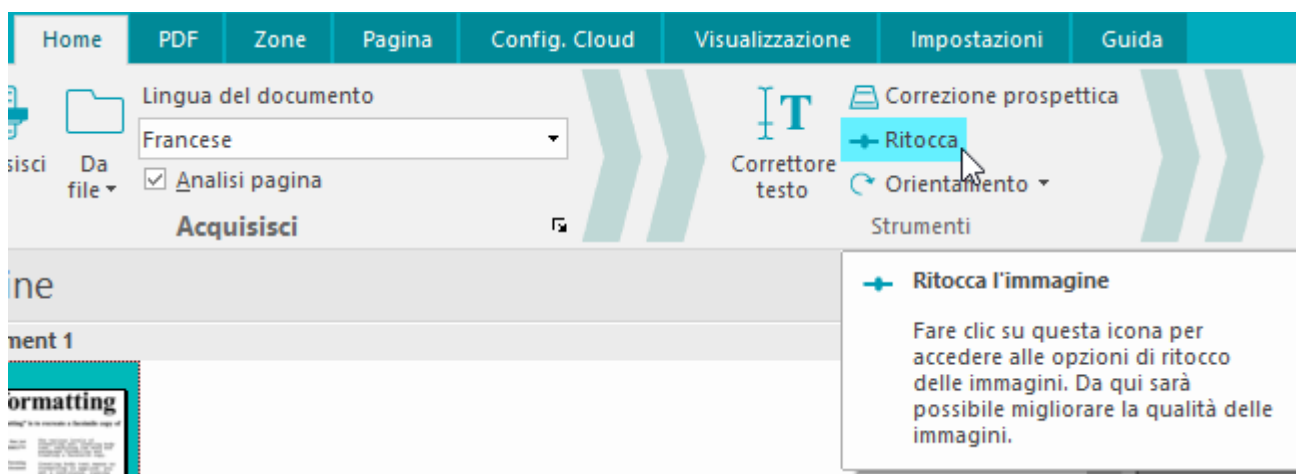 Home PDF Zone Pagina Config. Cloud Visualizzazione Impostazioni Guida
Lingua del documento
Francese
Da
file
Analisi pagina
Acquisisci
Correttore
testo
Correzione prospettica
Ritocca
Orientamento
Strumenti
ine
ment 1
ormatting
Ritocca l'immagine
Fare clic su questa icona per
accedere alle opzioni di ritocco
delle immagini. Da qui sarà
possibile migliorare la qualità delle
immagini.